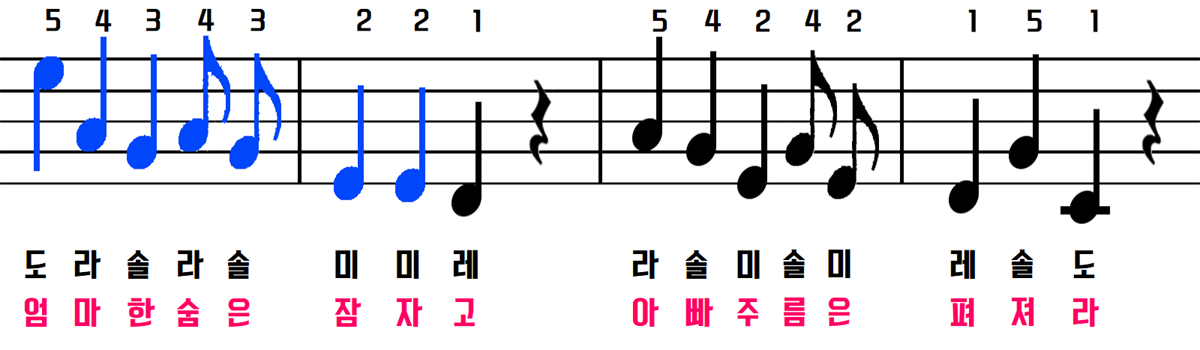 5 4 3 4 3 2 2 1 5 4 2 4 2 1 5 1
도 라 솔 라 솔 미 미 레 라 솔 미 솔 미 레 솔 도
엄 마 한 숨 은 잠 자 고 아 빠 주 름 은 펴 져 라